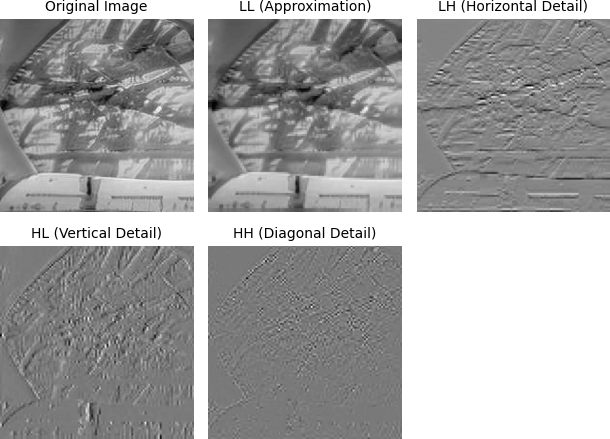 Original Image
LL (Approximation)
LH (Horizontal Detail)
HL (Vertical Detail)
HH (Diagonal Detail)